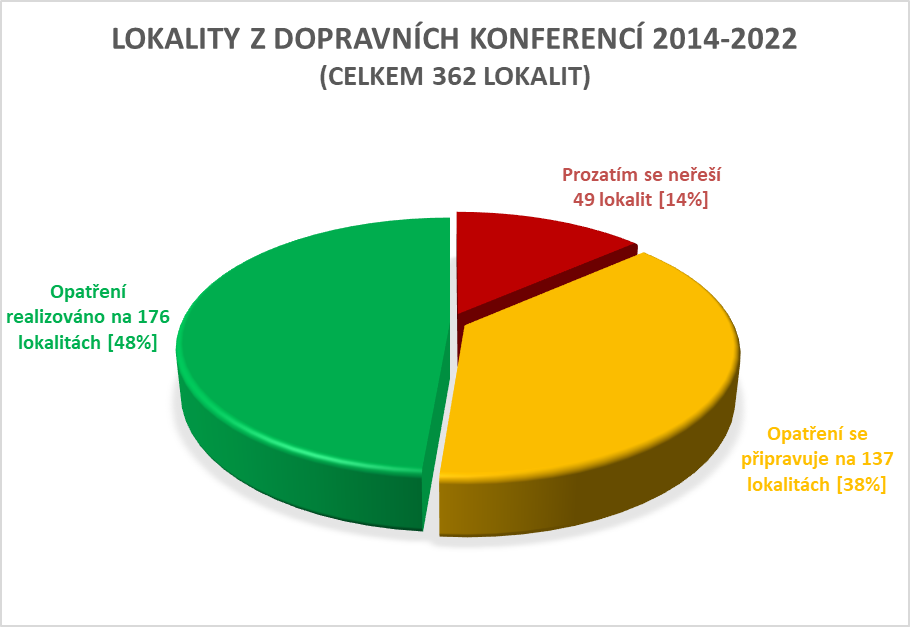 LOKALITY Z DOPRAVNÍCH KONFERENCÍ 2014-2022
(CELKEM 362 LOKALIT)
Prozatím se neřeší
49 lokalit [14%]
Opatření
realizováno na 176
lokalitách [48%]
Opatření se
připravuje na 137
lokalitách [38%]